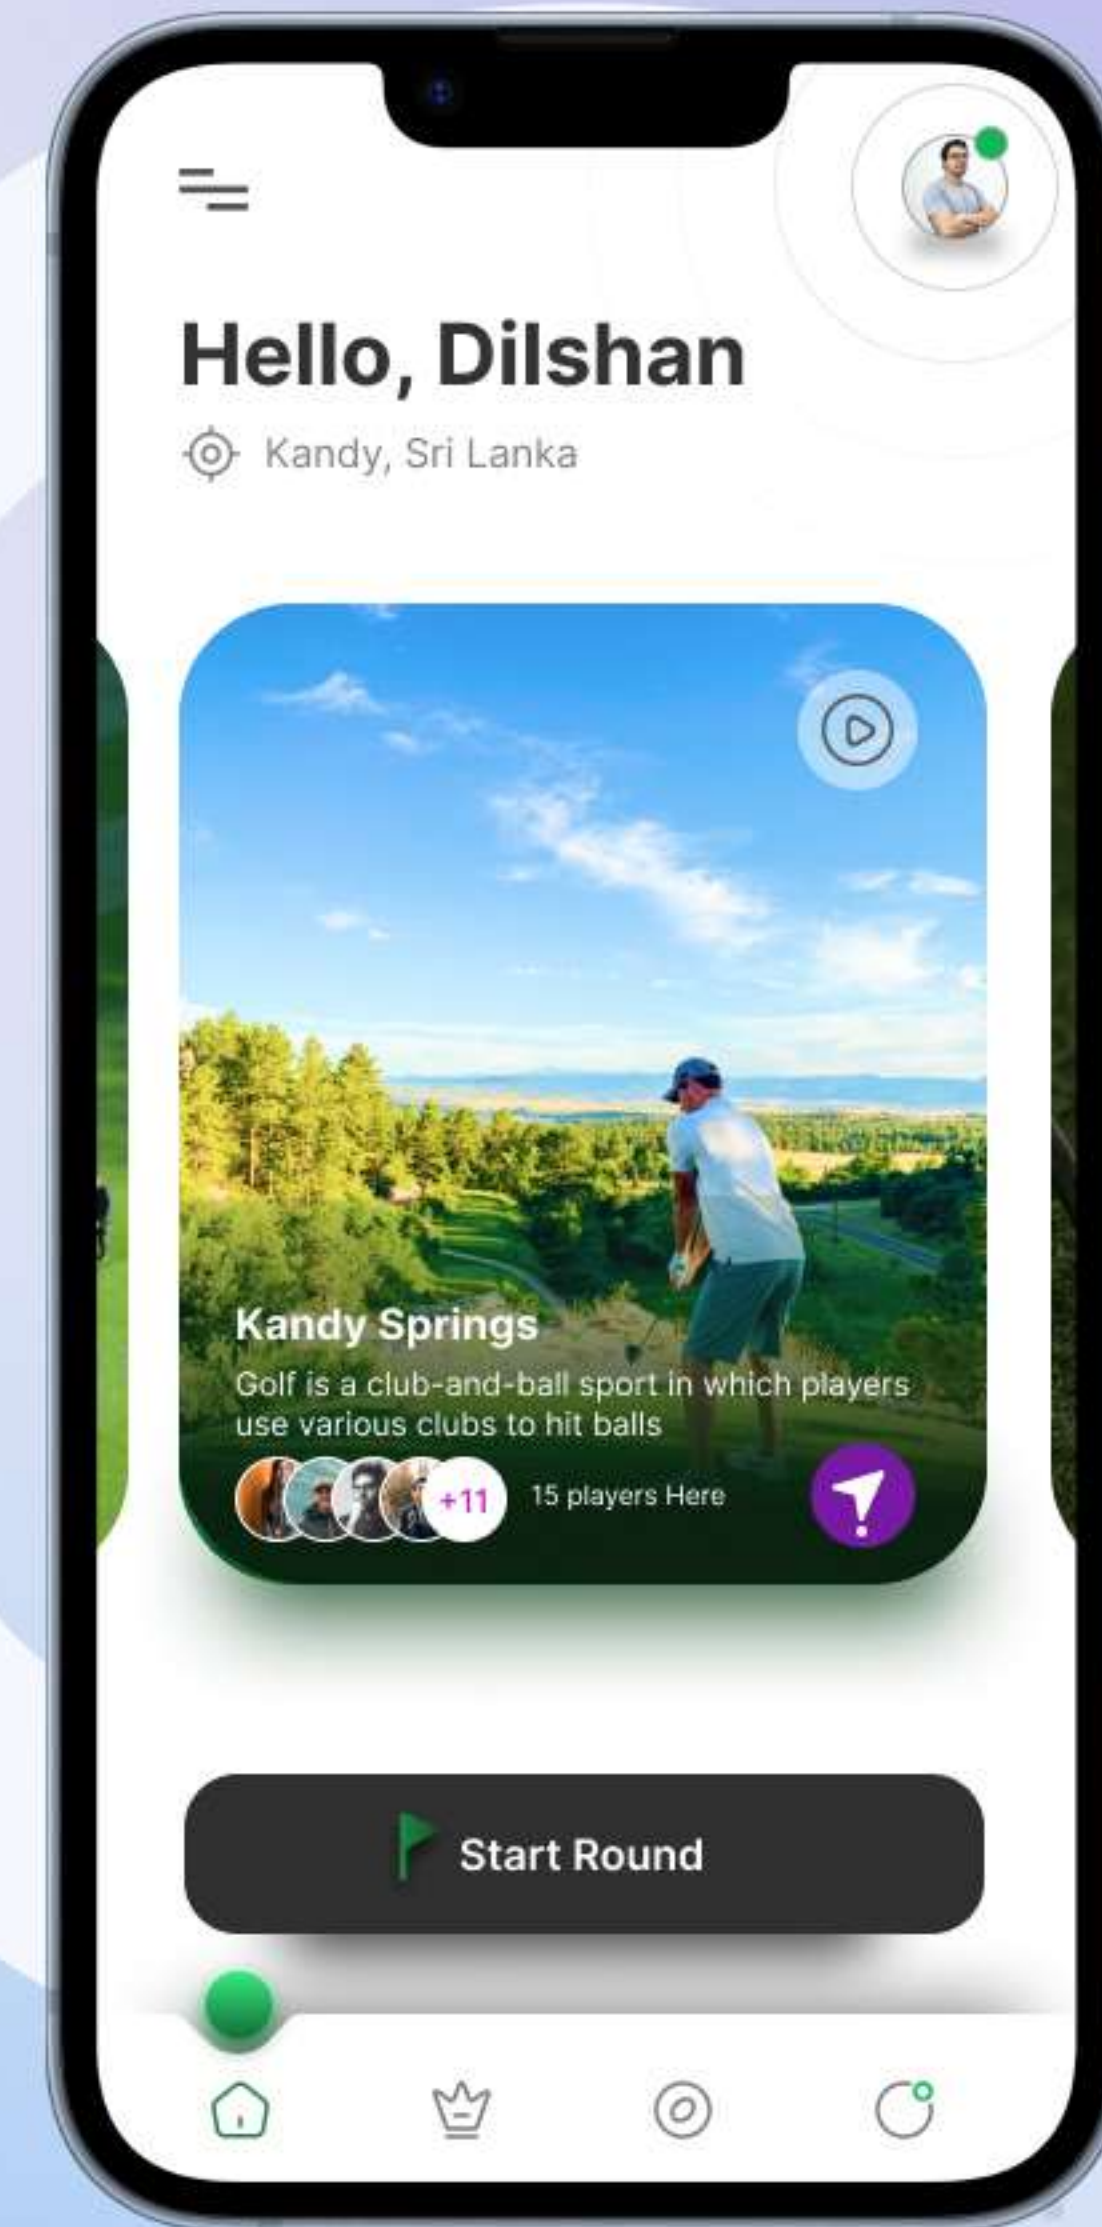 Hello, Dilshan
Kandy, Sri Lanka
Kandy Springs
Golf is a club-and-ball sport in which players
use various clubs to hit balls
+11 15 players Here
Start Round